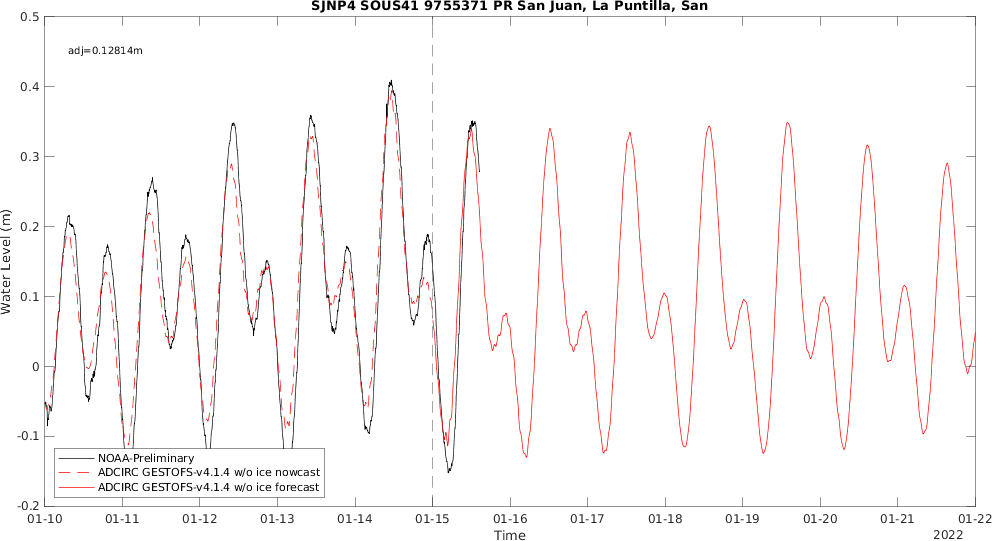 SJNP4 SOUS41 9755371 PR San Juan, La Puntilla, San
adj=0.12814m
Water Level (m)
0.5
0.4
0.3
0.2
0.1
0
-0.1
-0.2
NOAA-Preliminary
ADCIRC GESTOFS-v4.1.4 w/o ice nowcast
ADCIRC GESTOFS-v4.1.4 w/o ice forecast
01-10 01-11 01-12 01-13 01-14 01-15 01-16 01-17 01-18 01-19 01-20 01-21 01-22
Time
2022